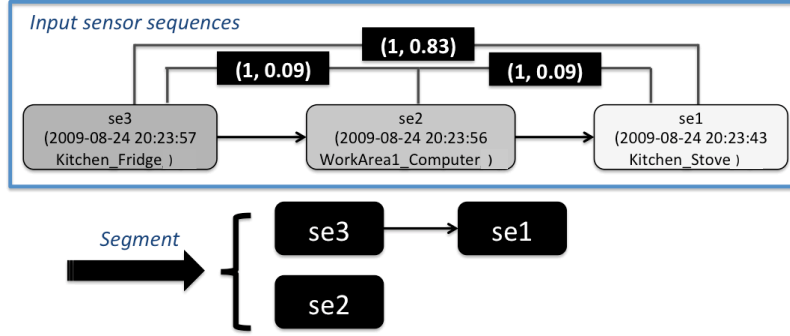 Input sensor sequences
(1, 0.83)
(1, 0.09)
(1, 0.09)
se3
(2009-08-24 20:23:57
Kitchen_Fridge )
se2
(2009-08-24 20:23:56
WorkArea1_Computer )
se1
(2009-08-24 20:23:43
Kitchen_Stove )
Segment
se3
se1
se2